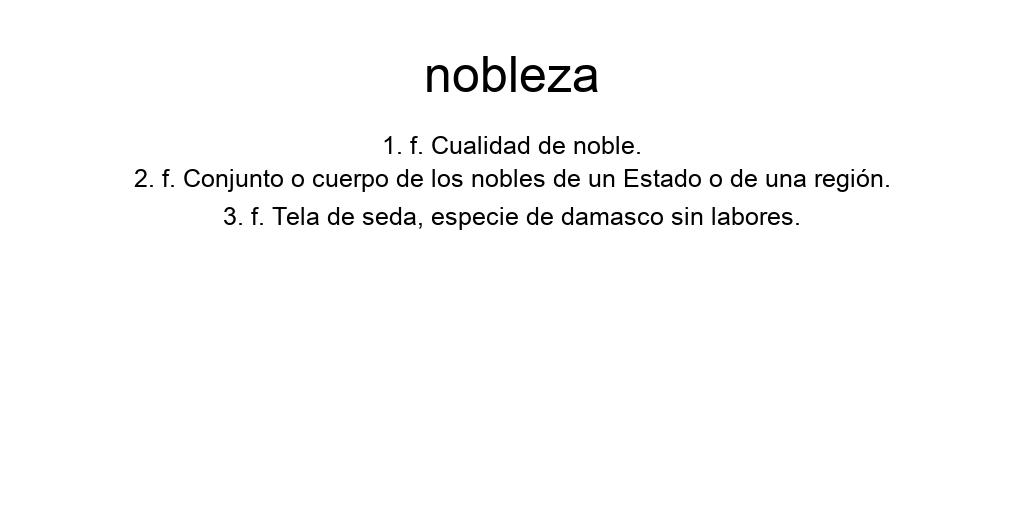 nobleza
1. f. Cualidad de noble.
2. f. Conjunto o cuerpo de los nobles de un Estado o de una región.
3. f. Tela de seda, especie de damasco sin labores.